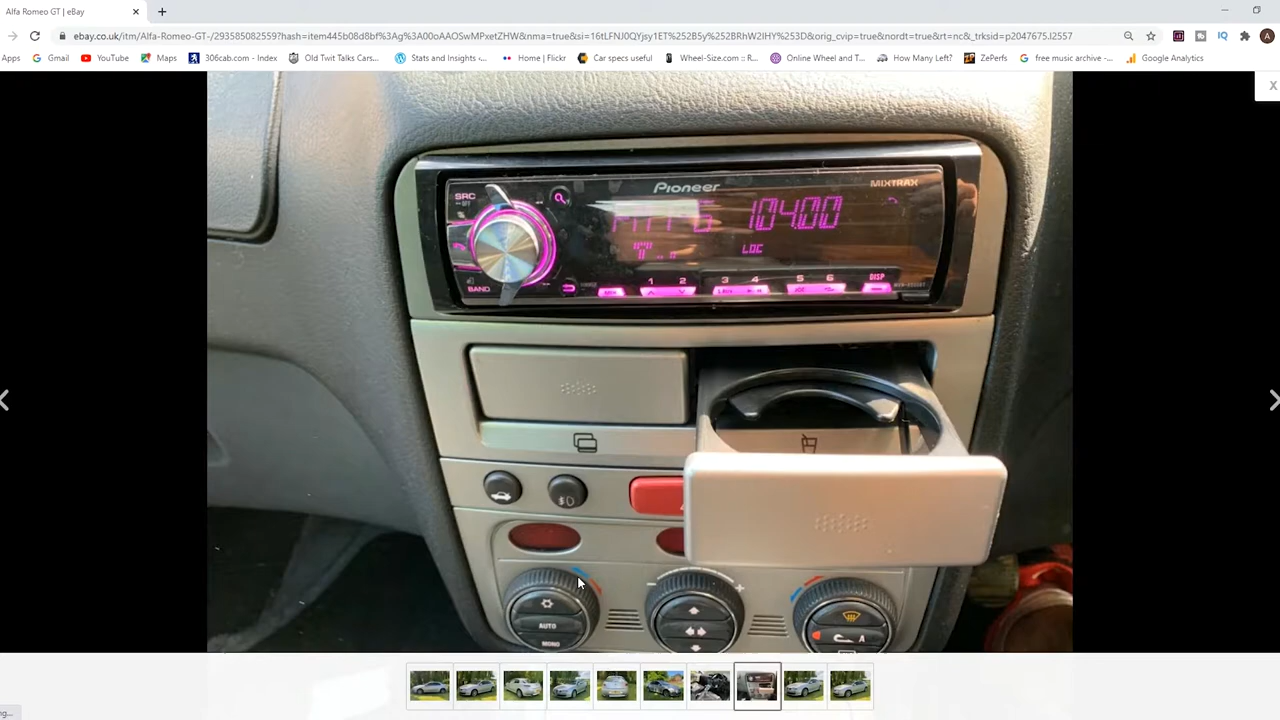 Alfa Romeo GT | eBay
ebay.co.uk/itm/Alfa-Romeo-GT-/293585082559?hash=item445b08d8bf%3Ag%3A00oAAOSwMPxetZHW&nma=true&si=16tLFNJ0QYjsy1ET%252B5y%252BRhW2IHY%253D&orig_cvip=true&nordt=true&rt=nc&_trksid=p2047675.l2557
A
Apps Gmail YouTube Maps 306cab.com - Index Old Twit Talks Cars... Stats and Insights ‹... Home | Flickr Car specs useful Wheel-Size.com :: R... Online Wheel and T... How Many Left? ZePerfs free music archive -... Google Analytics
Pioneer MIXTRAX
SRC
OFF
104.00
LOC
BAND 1 2 3 4 5 6 DISP
AUTO
MONO
A